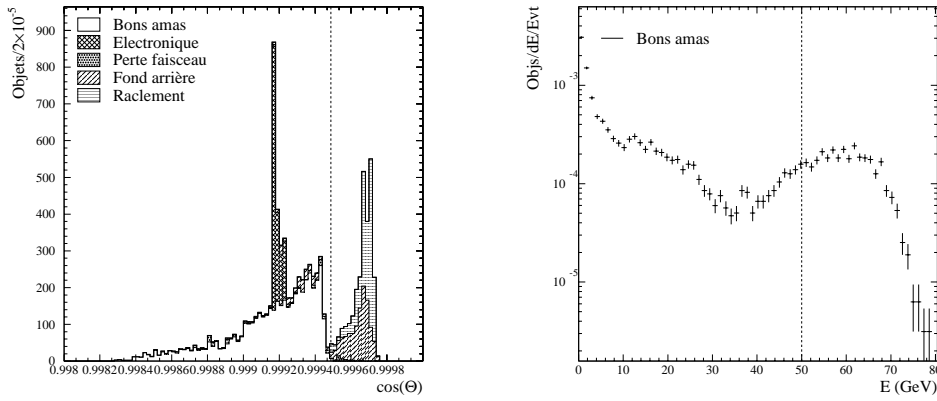 Objets/2×10⁻⁵
Bons amas
Electronique
Perte faisceau
Fond arrière
Raclement
900
800
700
600
500
400
300
200
100
0
0.998 0.9982 0.9984 0.9986 0.9988 0.999 0.9992 0.9994 0.9996 0.9998
cos(Θ)
Objs/dE/Evt
Bons amas
10⁻³
10⁻⁴
10⁻⁵
0 10 20 30 40 50 60 70 80
E (GeV)